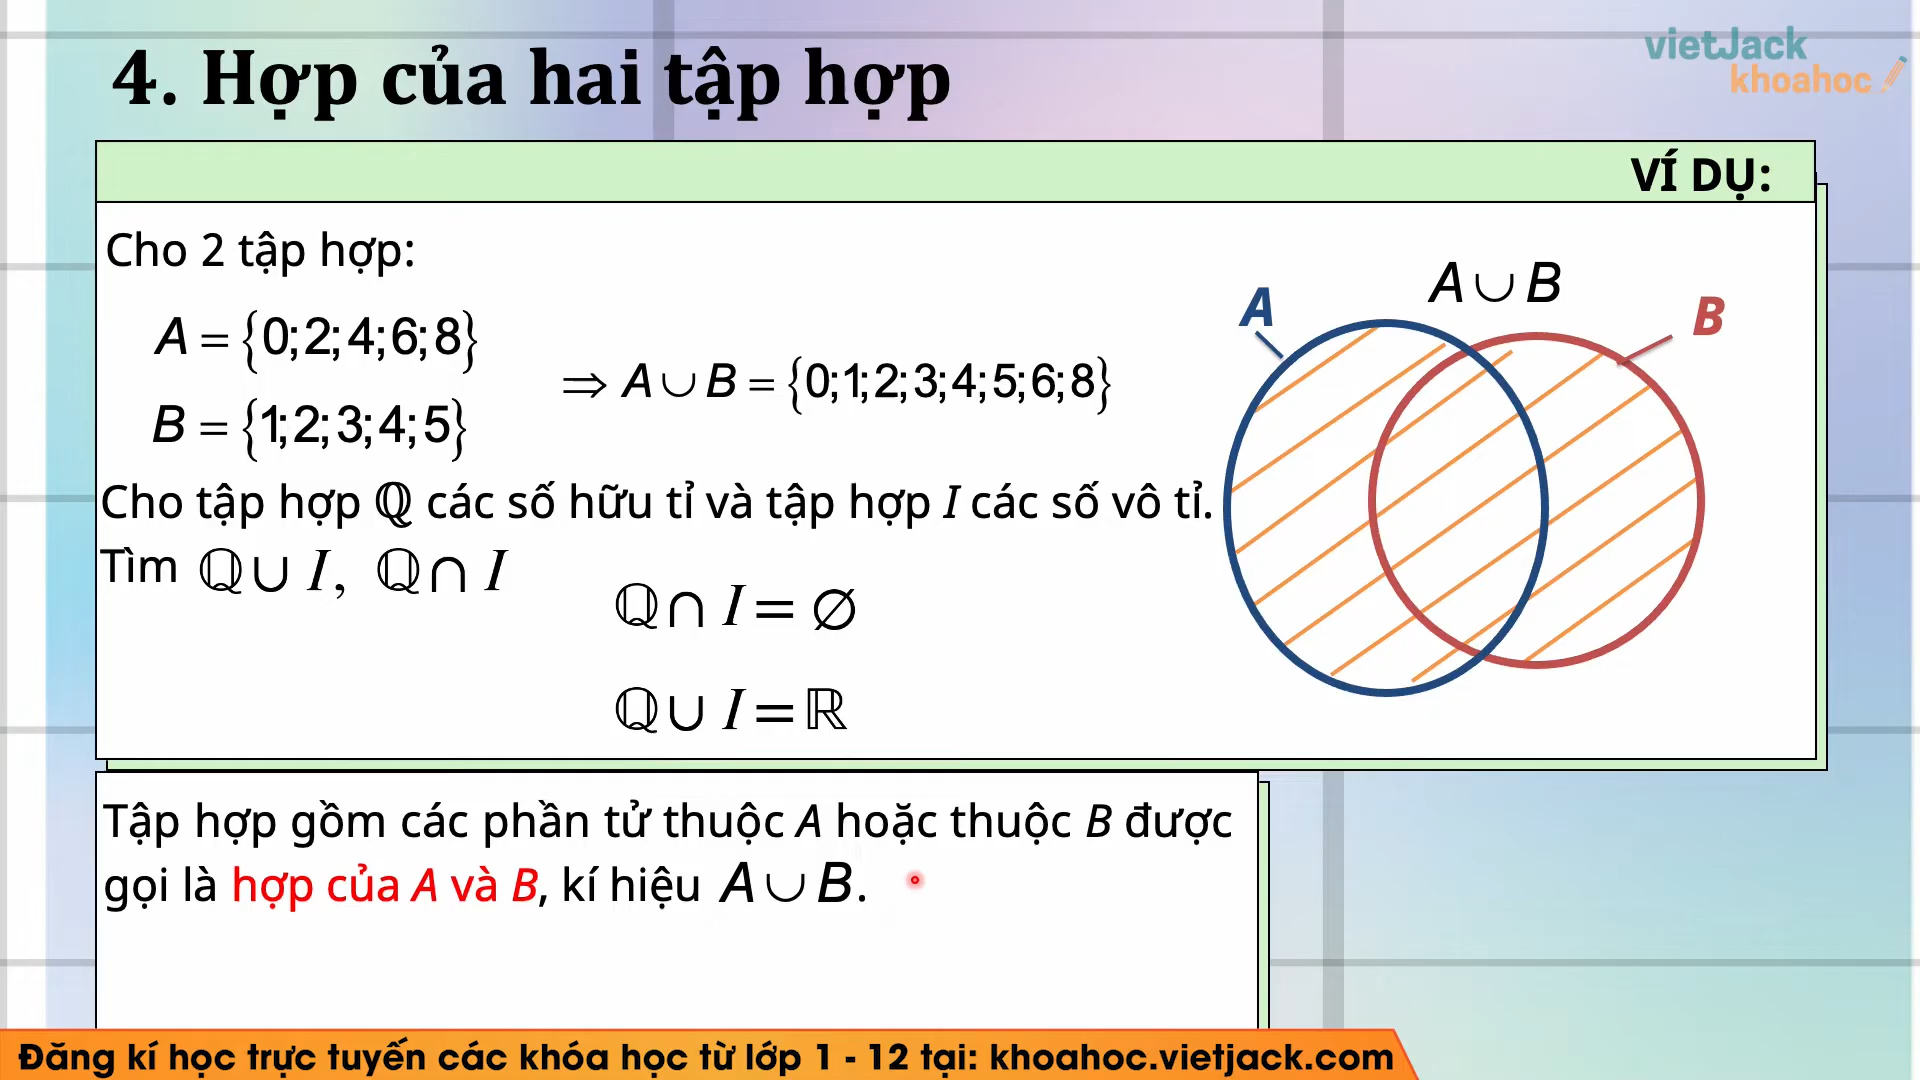 4. Hợp của hai tập hợp
vietJack
khoahoc
VÍ DỤ:
Cho 2 tập hợp:
A = {0;2;4;6;8}
B = {1;2;3;4;5}
⇒ A ∪ B = {0;1;2;3;4;5;6;8}
A
A ∪ B
B
Cho tập hợp ℚ các số hữu tỉ và tập hợp I các số vô tỉ.
Tìm ℚ ∪ I, ℚ ∩ I
ℚ ∩ I = ∅
ℚ ∪ I = ℝ
Tập hợp gồm các phần tử thuộc A hoặc thuộc B được
gọi là hợp của A và B, kí hiệu A ∪ B.
Đăng kí học trực tuyến các khóa học từ lớp 1 - 12 tại: khoahoc.vietjack.com